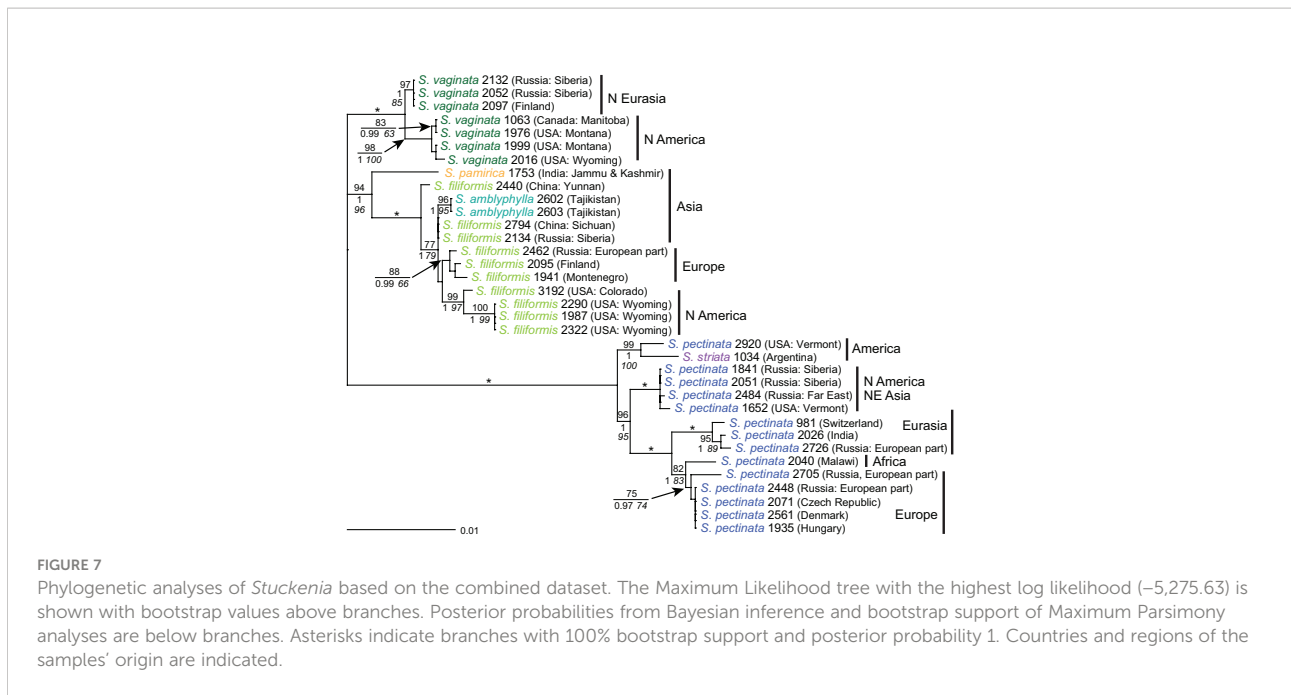 97
1
85
S. vaginata 2132 (Russia: Siberia)
S. vaginata 2052 (Russia: Siberia)
S. vaginata 2097 (Finland)
N Eurasia
*
83
0.99 63
98
1 100
S. vaginata 1063 (Canada: Manitoba)
S. vaginata 1976 (USA: Montana)
S. vaginata 1999 (USA: Montana)
S. vaginata 2016 (USA: Wyoming)
N America
94
1
96
S. pamirica 1753 (India: Jammu & Kashmir)
S. filiformis 2440 (China: Yunnan)
*
96
1 95
S. amblyphylla 2602 (Tajikistan)
S. amblyphylla 2603 (Tajikistan)
S. filiformis 2794 (China: Sichuan)
S. filiformis 2134 (Russia: Siberia)
Asia
77
1 79
88
0.99 66
S. filiformis 2462 (Russia: European part)
S. filiformis 2095 (Finland)
S. filiformis 1941 (Montenegro)
Europe
99
1 97
100
1 99
S. filiformis 3192 (USA: Colorado)
S. filiformis 2290 (USA: Wyoming)
S. filiformis 1987 (USA: Wyoming)
S. filiformis 2322 (USA: Wyoming)
N America
*
99
1
100
S. pectinata 2920 (USA: Vermont)
S. striata 1034 (Argentina)
America
96
1
95
*
S. pectinata 1841 (Russia: Siberia)
S. pectinata 2051 (Russia: Siberia)
S. pectinata 2484 (Russia: Far East)
S. pectinata 1652 (USA: Vermont)
N America
NE Asia
*
*
95
1 89
S. pectinata 981 (Switzerland)
S. pectinata 2026 (India)
S. pectinata 2726 (Russia: European part)
Eurasia
82
1 83
75
0.97 74
S. pectinata 2040 (Malawi)
Africa
S. pectinata 2705 (Russia, European part)
S. pectinata 2448 (Russia: European part)
S. pectinata 2071 (Czech Republic)
S. pectinata 2561 (Denmark)
S. pectinata 1935 (Hungary)
Europe
0.01
FIGURE 7
Phylogenetic analyses of Stuckenia based on the combined dataset. The Maximum Likelihood tree with the highest log likelihood (−5,275.63) is
shown with bootstrap values above branches. Posterior probabilities from Bayesian inference and bootstrap support of Maximum Parsimony
analyses are below branches. Asterisks indicate branches with 100% bootstrap support and posterior probability 1. Countries and regions of the
samples’ origin are indicated.